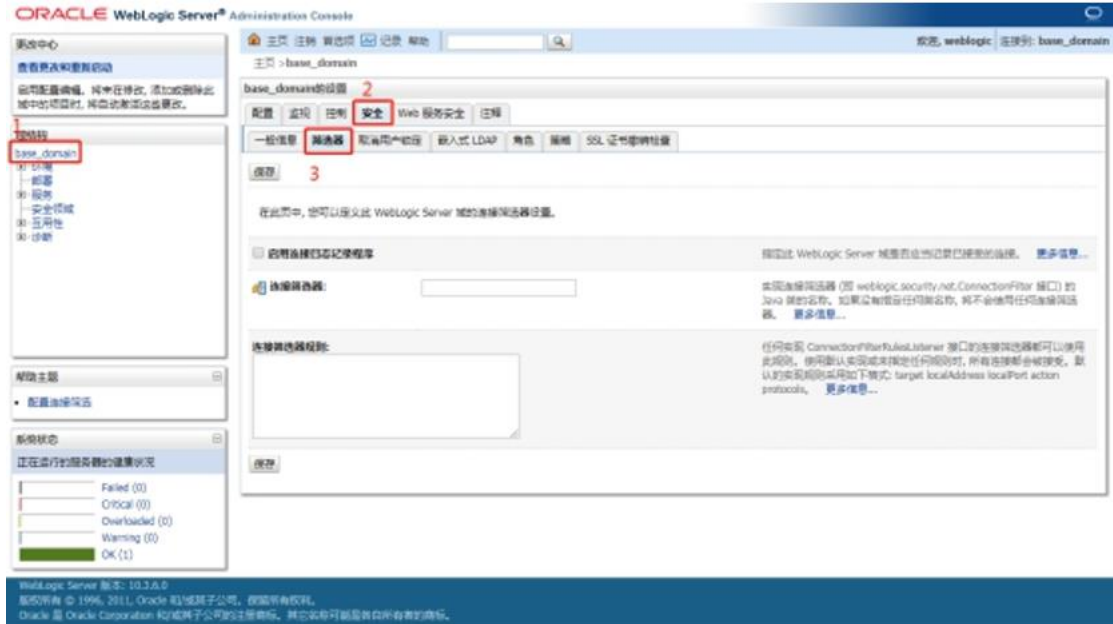 ORACLE WebLogic Server® Administration Console
更改中心
查看更改和重新启动
启用配置编辑。将来在修改, 添加或删除此
域中的项目时, 将自动激活这些更改。
1
域结构
base_domain
环境
部署
服务
安全领域
互用性
诊断
帮助主题
配置连接筛选
系统状态
正在运行的服务器的健康状况
Failed (0)
Critical (0)
Overloaded (0)
Warning (0)
OK (1)
主页 注销 首选项 记录 帮助
欢迎, weblogic 连接到: base_domain
主页 >base_domain
base_domain的设置
2
配置 监视 控制 安全 Web 服务安全 注释
一般信息 筛选器 取消用户锁定 嵌入式 LDAP 角色 策略 SSL 证书撤销检查
保存
3
在此页中, 您可以定义此 WebLogic Server 域的连接筛选器设置。
启用连接日志记录程序
指定此 WebLogic Server 域是否应当记录已接受的连接。 更多信息...
连接筛选器:
实现连接筛选器 (即 weblogic.security.net.ConnectionFilter 接口) 的
Java 类的名称。如果没有指定任何类名称, 将不会使用任何连接筛选
器。 更多信息...
连接筛选器规则:
任何实现 ConnectionFilterRulesListener 接口的连接筛选器都可以使用
此规则。使用默认实现或未指定任何规则时, 所有连接都会被接受。默
认的实现规则采用如下格式: target localAddress localPort action
protocols。 更多信息...
保存
WebLogic Server 版本: 10.3.6.0
版权所有 © 1996, 2011, Oracle 和/或其子公司。保留所有权利。
Oracle 是 Oracle Corporation 和/或其子公司的注册商标。其它名称可能是各自所有者的商标。